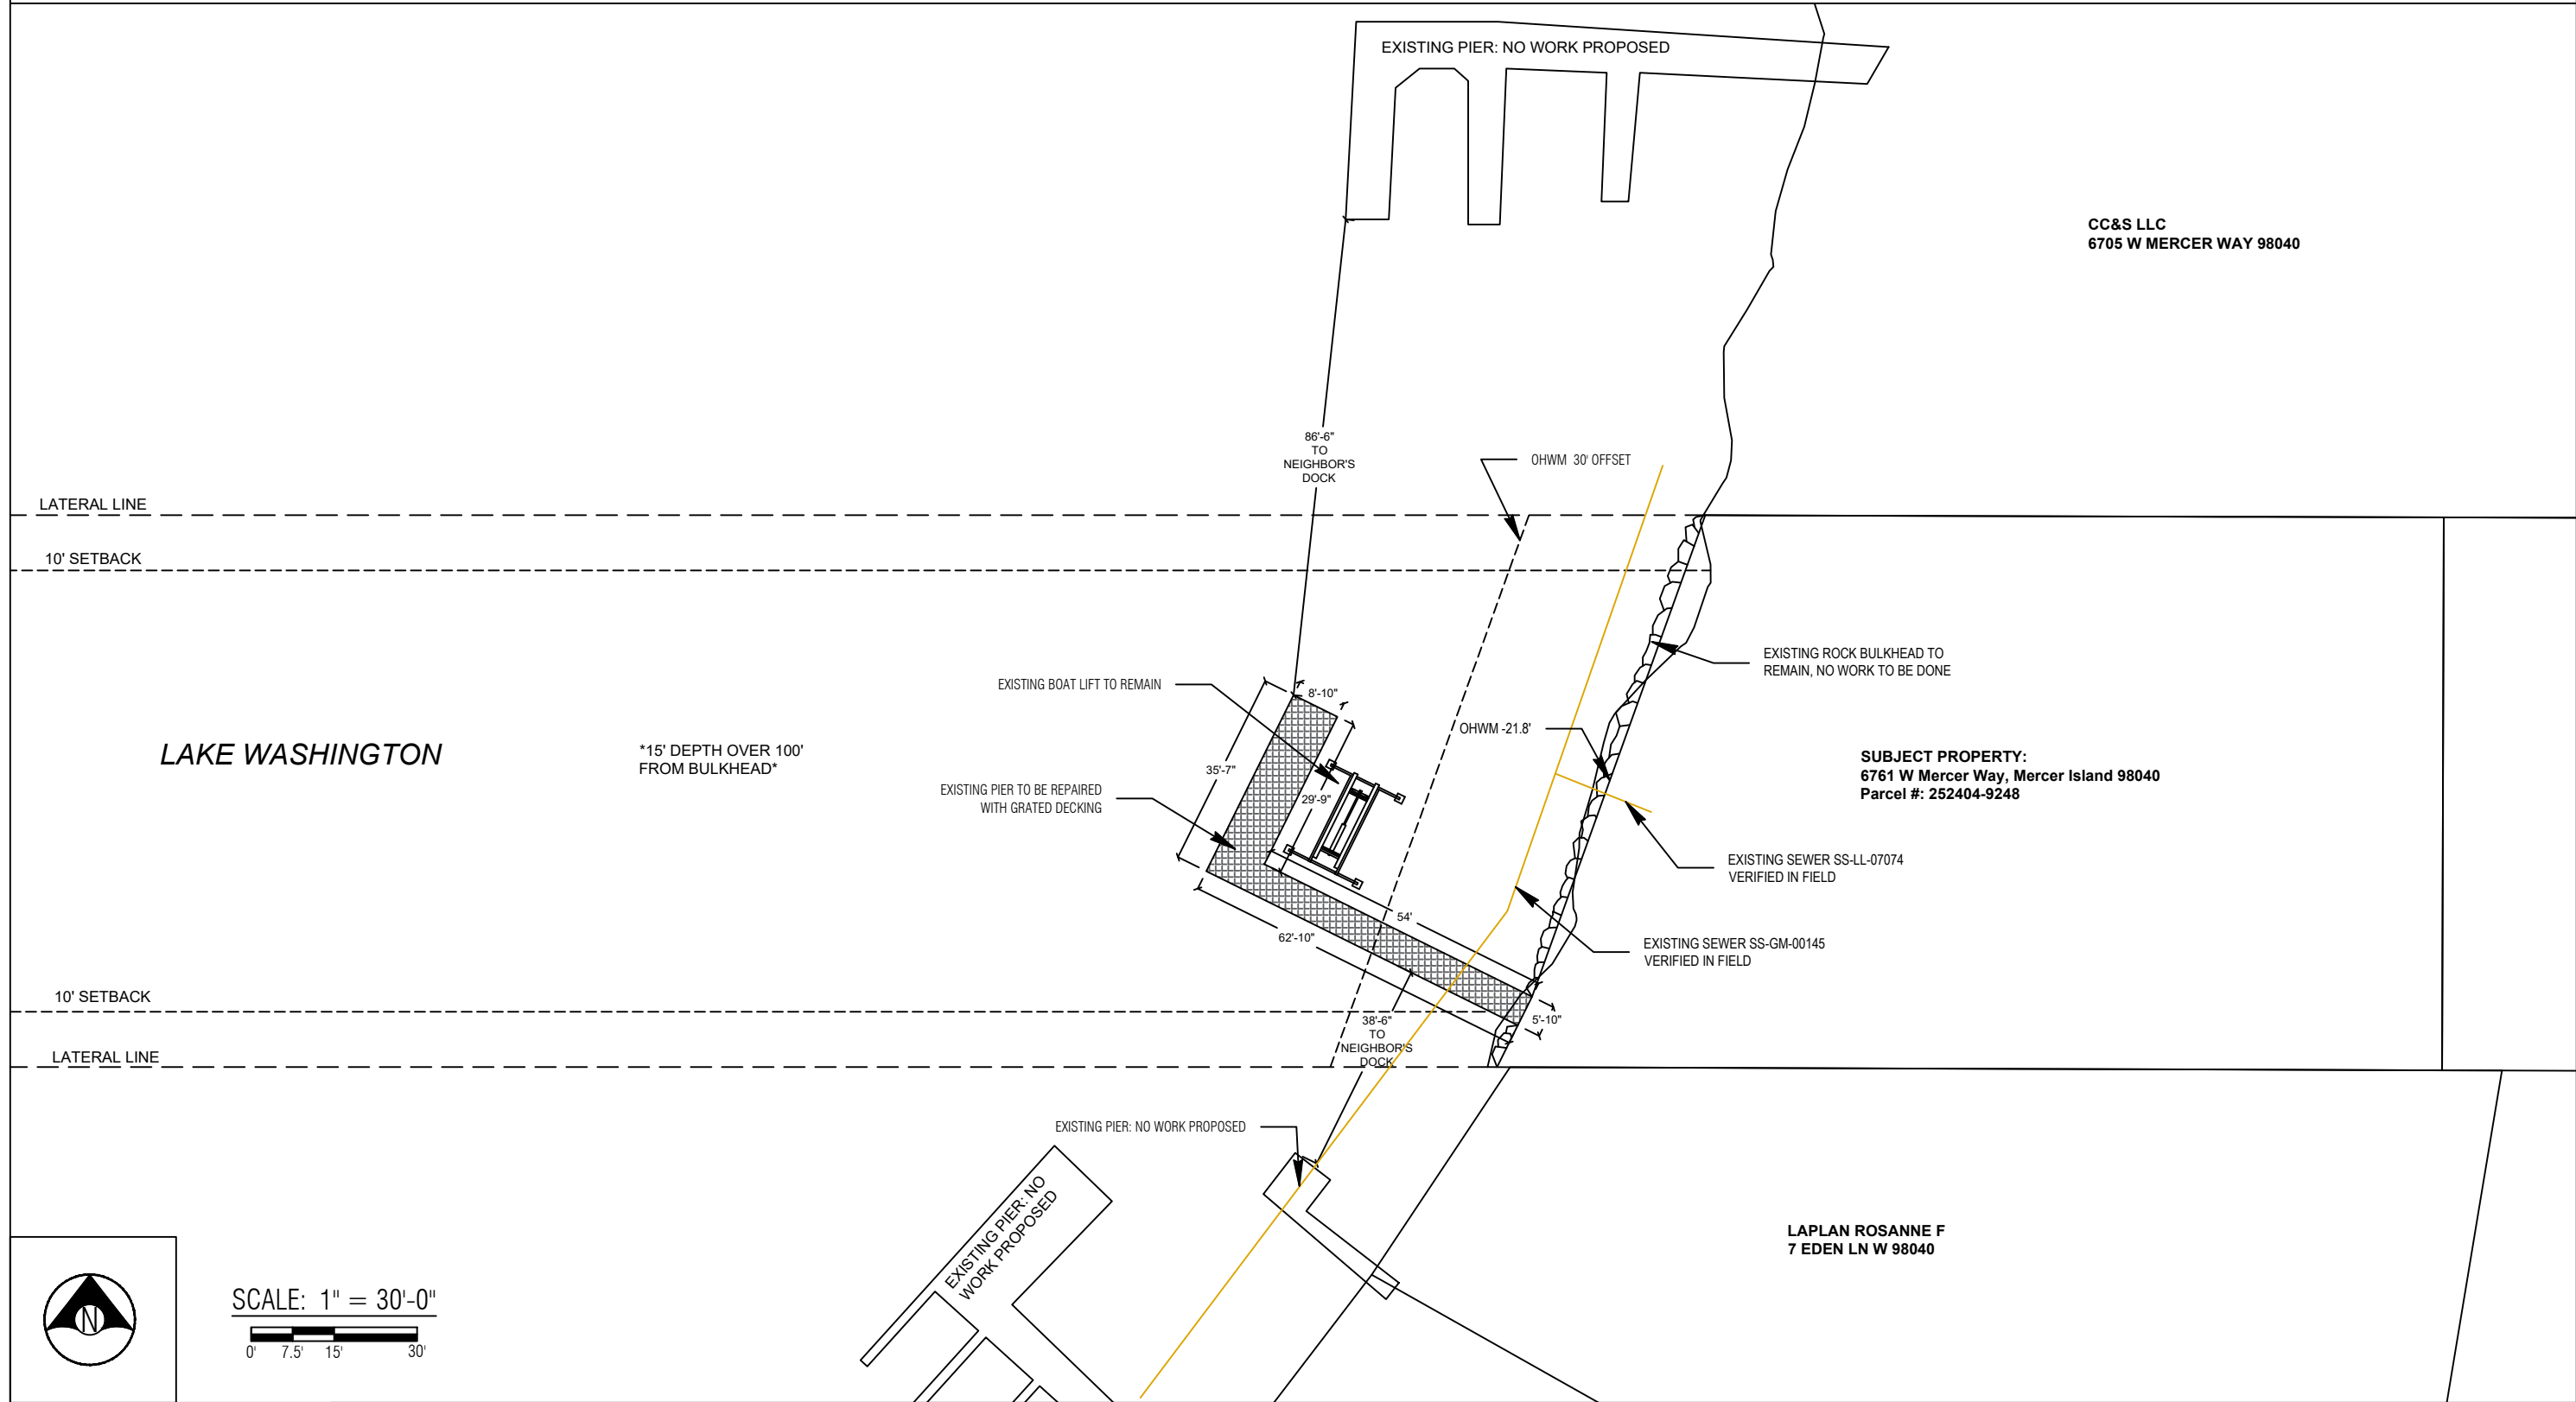 EXISTING PIER: NO WORK PROPOSED
CC&S LLC
6705 W MERCER WAY 98040
86'-6"
TO
NEIGHBOR'S
DOCK
OHWM 30' OFFSET
LATERAL LINE
10' SETBACK
EXISTING ROCK BULKHEAD TO
REMAIN, NO WORK TO BE DONE
EXISTING BOAT LIFT TO REMAIN
8'-10"
OHWM -21.8'
LAKE WASHINGTON
*15' DEPTH OVER 100'
FROM BULKHEAD*
35'-7"
SUBJECT PROPERTY:
6761 W Mercer Way, Mercer Island 98040
Parcel #: 252404-9248
EXISTING PIER TO BE REPAIRED
WITH GRATED DECKING
29'-9"
EXISTING SEWER SS-LL-07074
VERIFIED IN FIELD
54'
62'-10"
EXISTING SEWER SS-GM-00145
VERIFIED IN FIELD
10' SETBACK
5'-10"
38'-6"
TO
NEIGHBOR'S
DOCK
LATERAL LINE
EXISTING PIER: NO WORK PROPOSED
EXISTING PIER: NO
WORK PROPOSED
LAPLAN ROSANNE F
7 EDEN LN W 98040
N
SCALE: 1" = 30'-0"
0' 7.5' 15' 30'